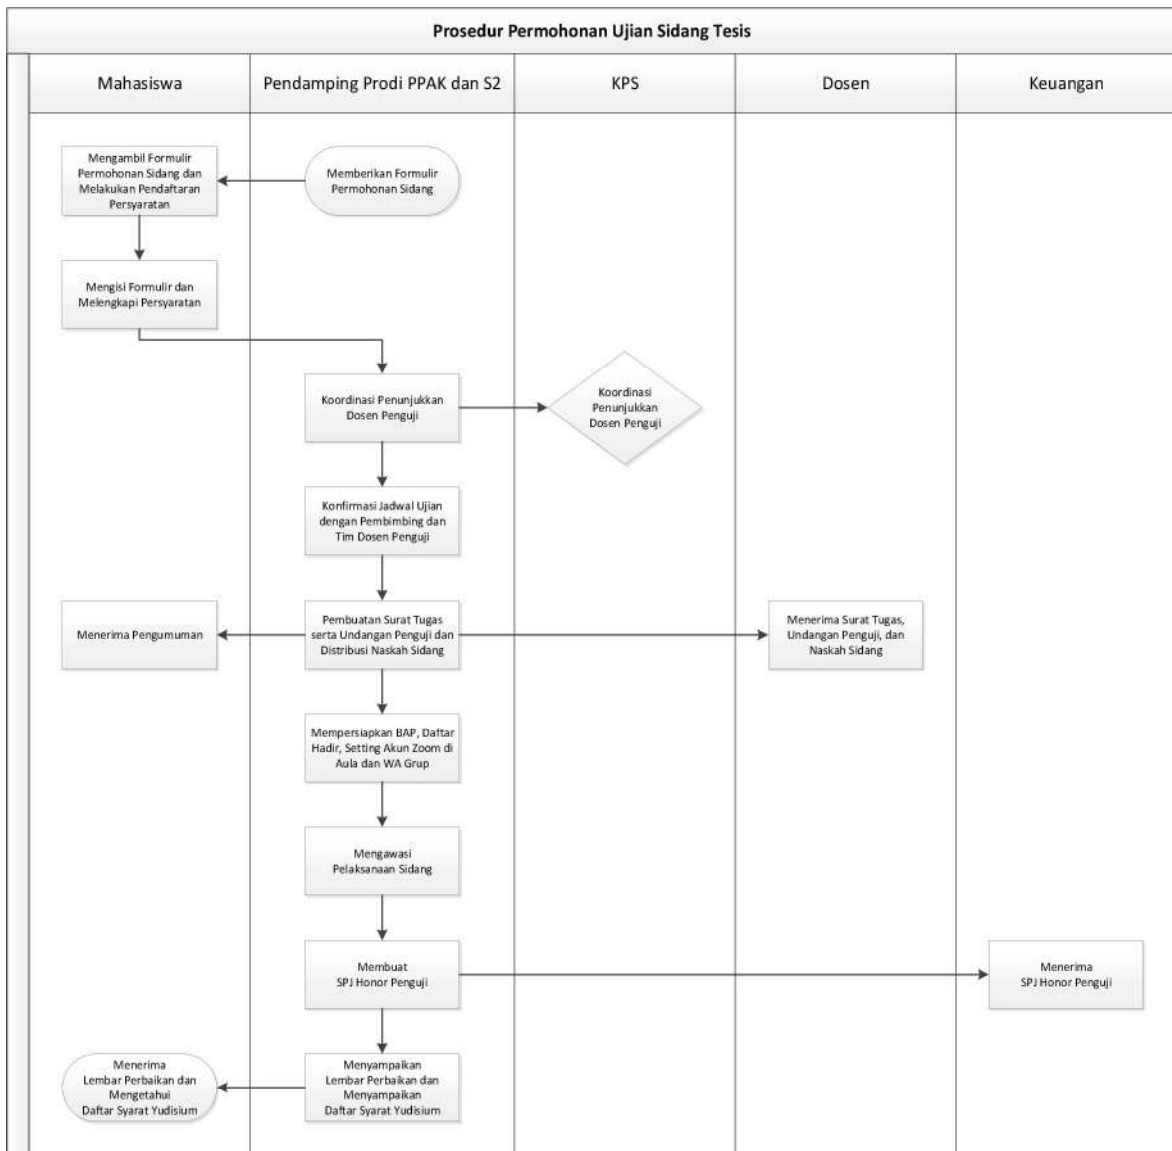 Prosedur Permohonan Ujian Sidang Tesis
Mahasiswa
Pendamping Prodi PPAK dan S2
KPS
Dosen
Keuangan
Mengambil Formulir
Permohonan Sidang dan
Melakukan Pendaftaran
Persyaratan
Memberikan Formulir
Permohonan Sidang
Mengisi Formulir dan
Melengkapi Persyaratan
Koordinasi Penunjukkan
Dosen Penguji
Koordinasi
Penunjukkan
Dosen Penguji
Konfirmasi Jadwal Ujian
dengan Pembimbing dan
Tim Dosen Penguji
Menerima Pengumuman
Pembuatan Surat Tugas
serta Undangan Penguji dan
Distribusi Naskah Sidang
Menerima Surat Tugas,
Undangan Penguji, dan
Naskah Sidang
Mempersiapkan BAP, Daftar
Hadir, Setting Akun Zoom di
Aula dan WA Grup
Mengawasi
Pelaksanaan Sidang
Membuat
SPJ Honor Penguji
Menerima
SPJ Honor Penguji
Menerima
Lembar Perbaikan dan
Mengetahui
Daftar Syarat Yudisium
Menyampaikan
Lembar Perbaikan dan
Menyampaikan
Daftar Syarat Yudisium